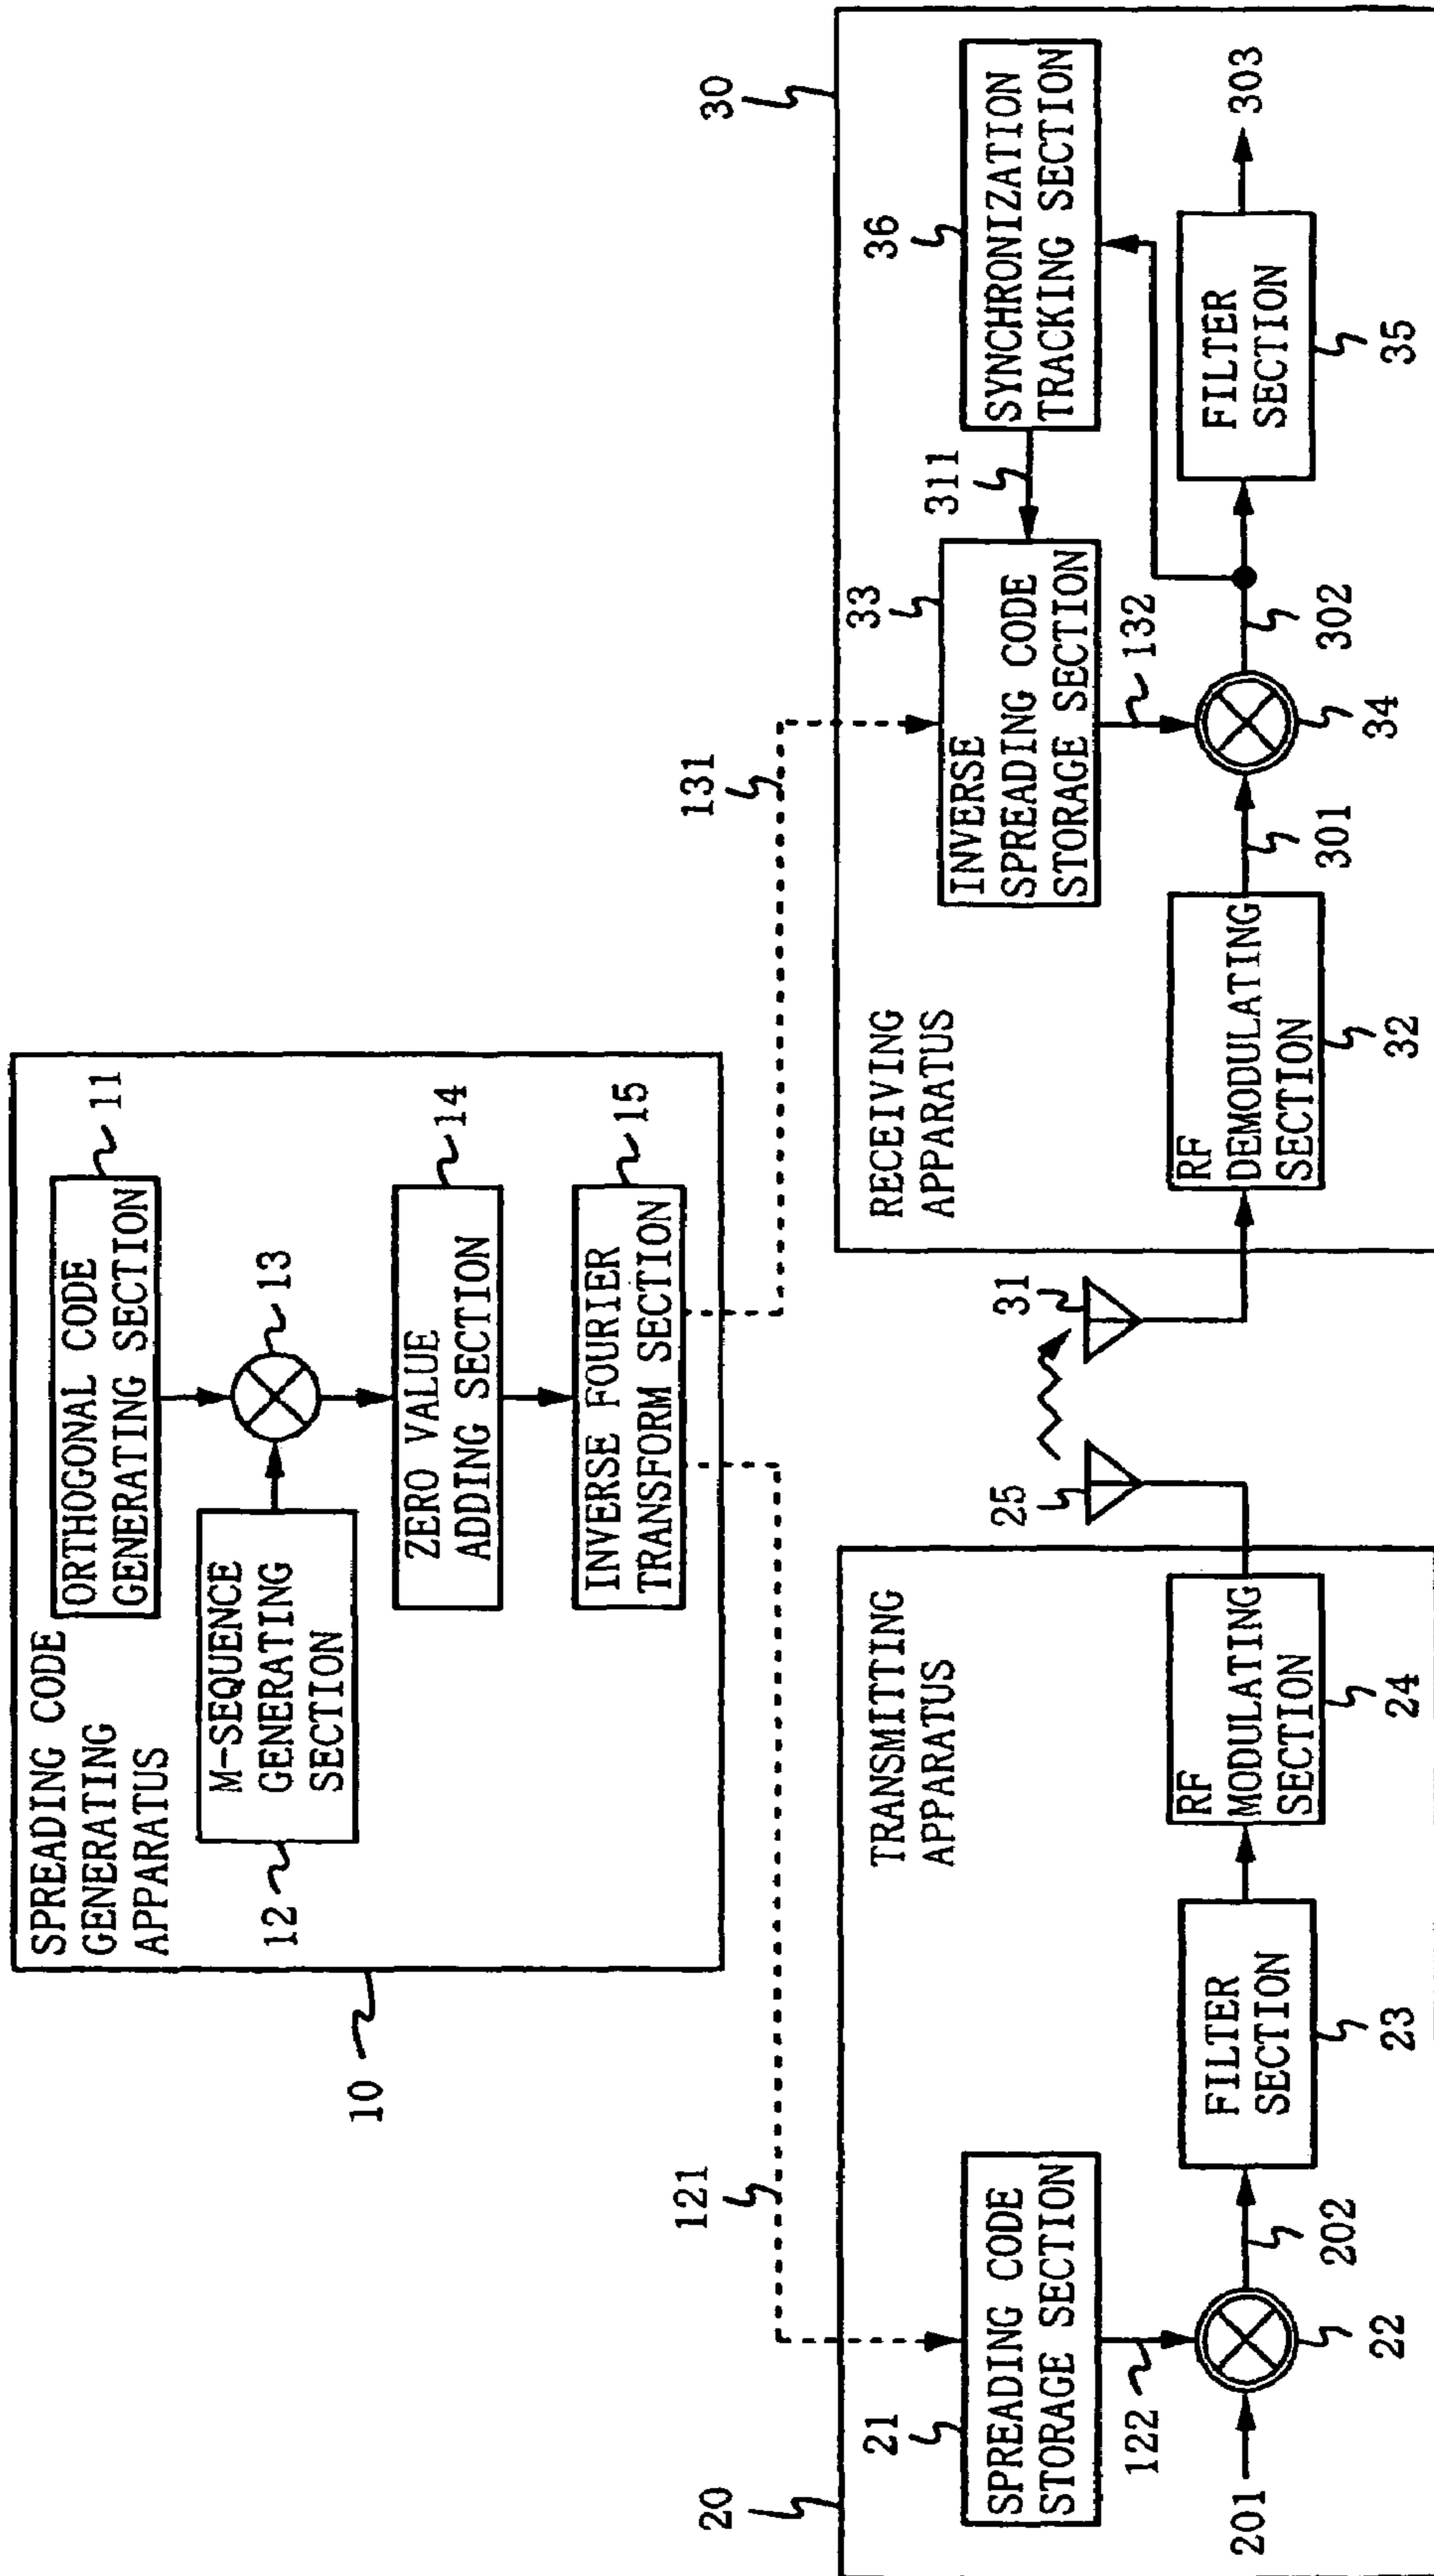 SPREADING CODE
GENERATING
APPARATUS
10
ORTHOGONAL CODE
GENERATING SECTION
11
M-SEQUENCE
GENERATING
SECTION
12
13
ZERO VALUE
ADDING SECTION
14
INVERSE FOURIER
TRANSFORM SECTION
15
121
131
20
TRANSMITTING
APPARATUS
21
SPREADING CODE
STORAGE SECTION
122
201
22
202
FILTER
SECTION
23
RF
MODULATING
SECTION
24
25
31
30
RECEIVING
APPARATUS
RF
DEMODULATING
SECTION
32
301
33
INVERSE
SPREADING CODE
STORAGE SECTION
132
34
302
311
36
SYNCHRONIZATION
TRACKING SECTION
FILTER
SECTION
35
303